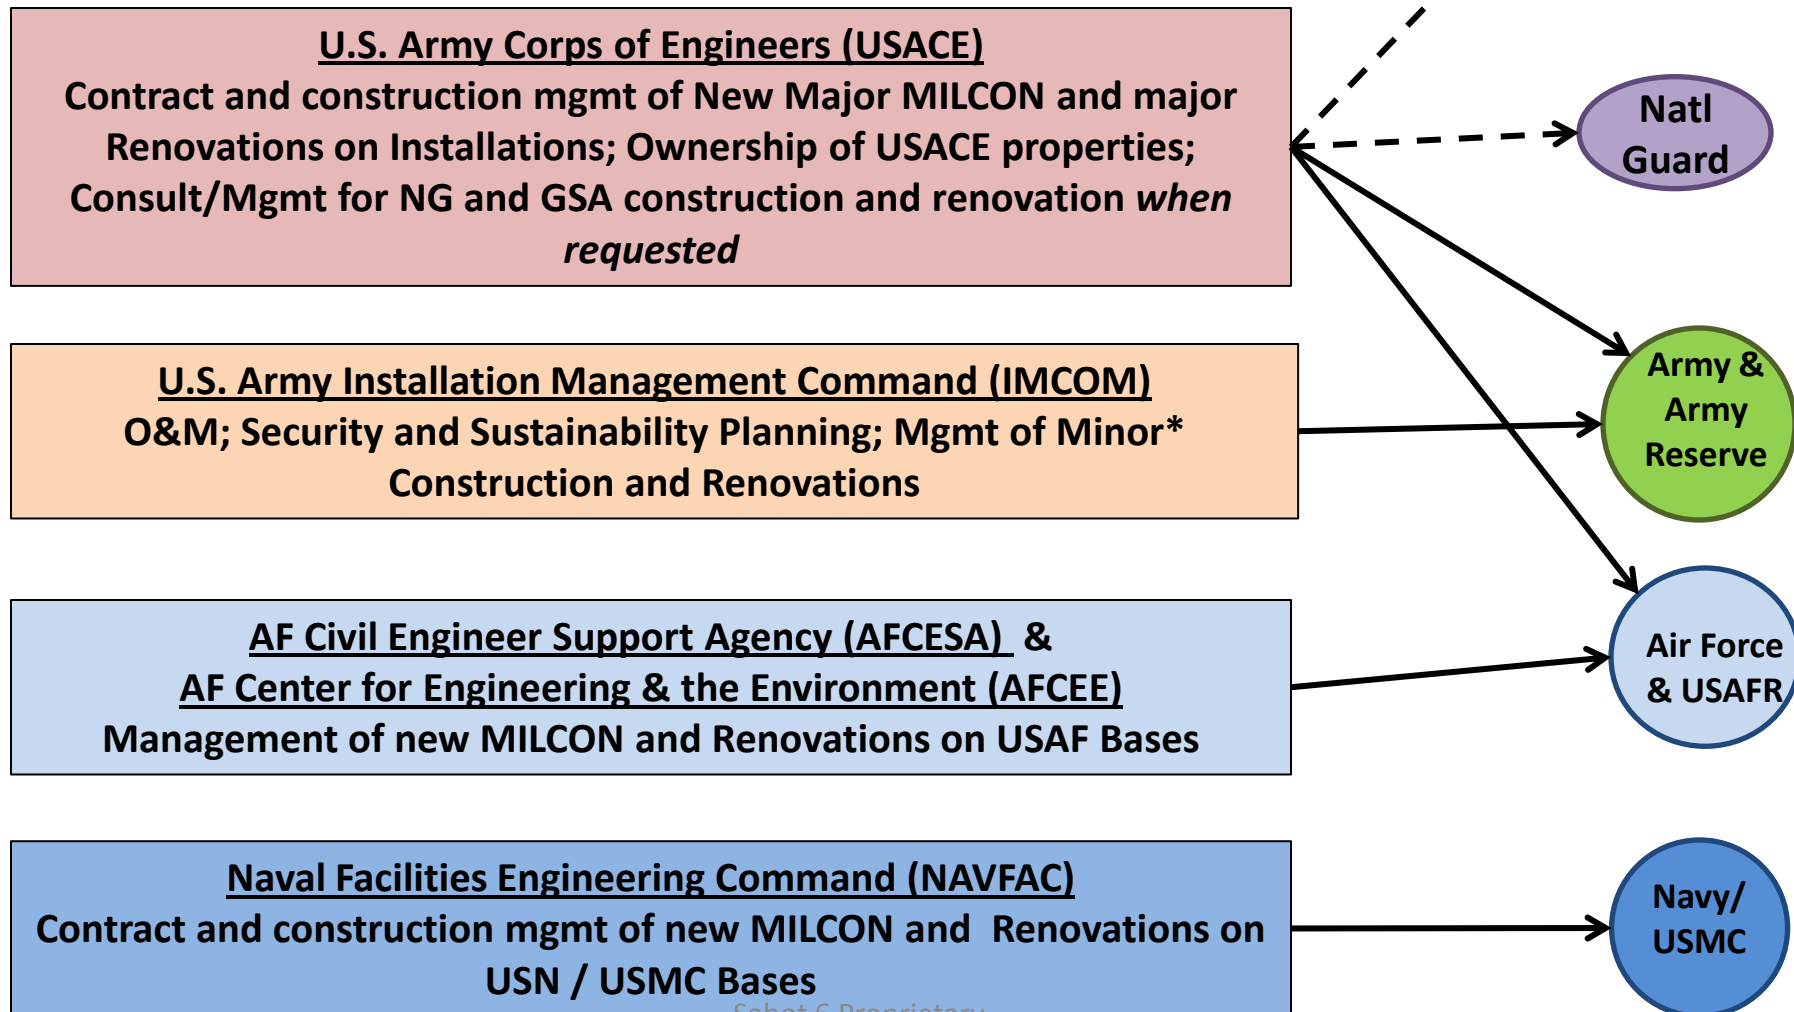 U.S. Army Corps of Engineers (USACE)
Contract and construction mgmt of New Major MILCON and major
Renovations on Installations; Ownership of USACE properties;
Consult/Mgmt for NG and GSA construction and renovation when
requested
Natl
Guard
U.S. Army Installation Management Command (IMCOM)
O&M; Security and Sustainability Planning; Mgmt of Minor*
Construction and Renovations
Army &
Army
Reserve
AF Civil Engineer Support Agency (AFCESA) &
AF Center for Engineering & the Environment (AFCEE)
Management of new MILCON and Renovations on USAF Bases
Air Force
& USAFR
Naval Facilities Engineering Command (NAVFAC)
Contract and construction mgmt of new MILCON and Renovations on
USN / USMC Bases
Navy/
USMC
Sabot 6 Proprietary